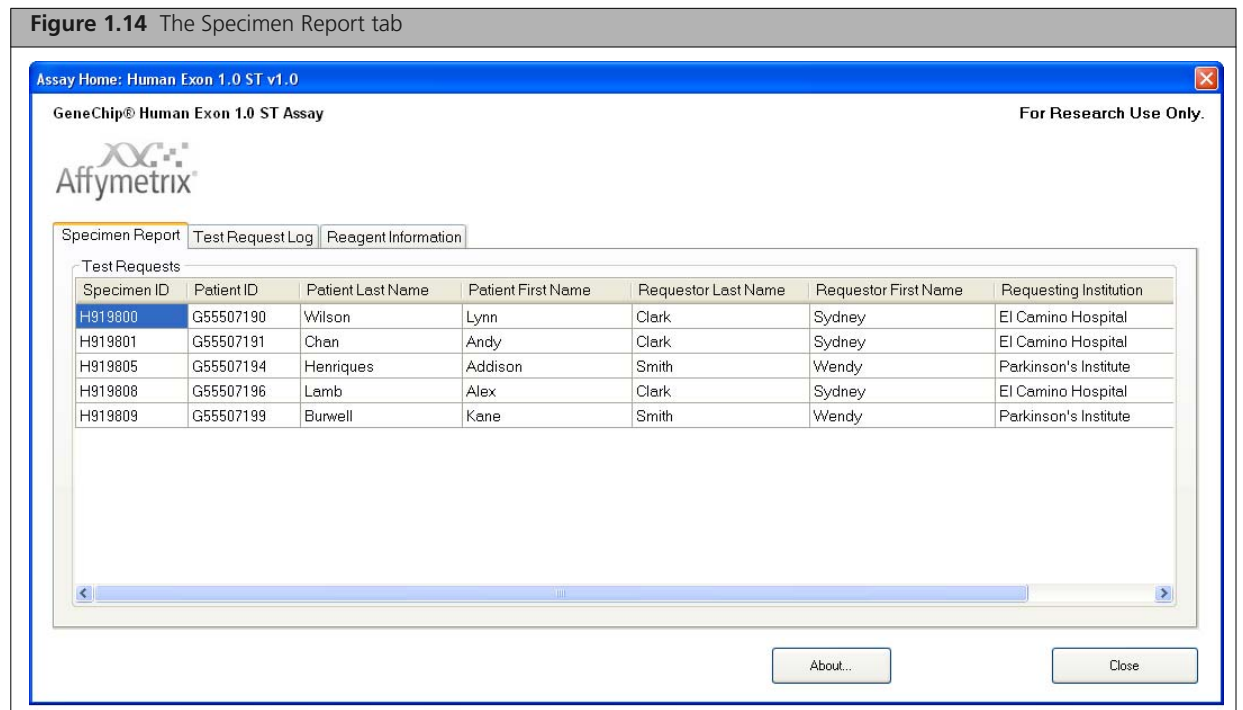 Figure 1.14 The Specimen Report tab
Assay Home: Human Exon 1.0 ST v1.0
GeneChip® Human Exon 1.0 ST Assay For Research Use Only.
Affymetrix®
Specimen Report Test Request Log Reagent Information
Test Requests
Specimen ID Patient ID Patient Last Name Patient First Name Requestor Last Name Requestor First Name Requesting Institution
H919800 G55507190 Wilson Lynn Clark Sydney El Camino Hospital
H919801 G55507191 Chan Andy Clark Sydney El Camino Hospital
H919805 G55507194 Henriques Addison Smith Wendy Parkinson's Institute
H919808 G55507196 Lamb Alex Clark Sydney El Camino Hospital
H919809 G55507199 Burwell Kane Smith Wendy Parkinson's Institute
About... Close